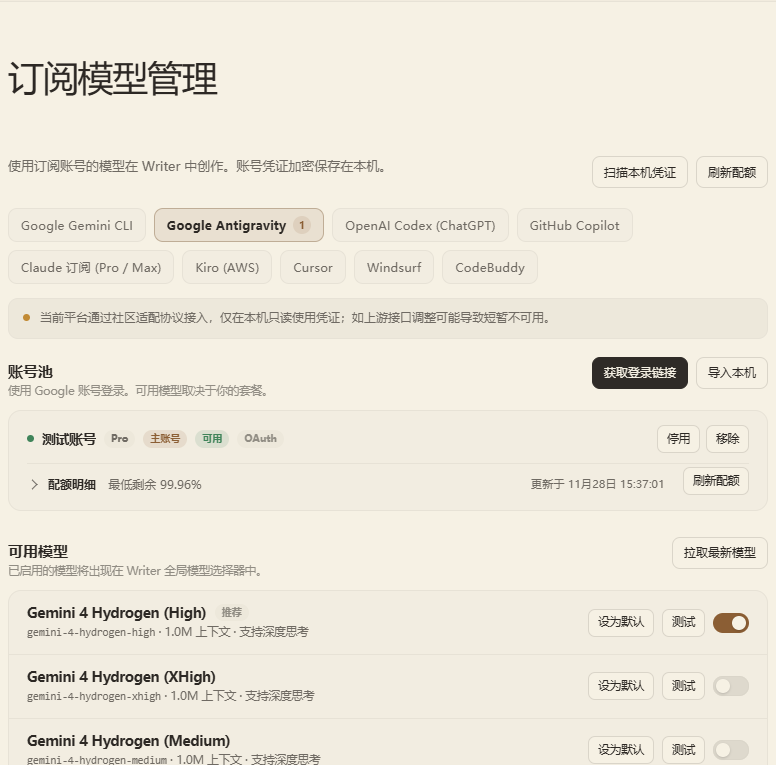 订阅模型管理
使用订阅账号的模型在 Writer 中创作。账号凭证加密保存在本机。
扫描本机凭证
刷新配额
Google Gemini CLI
Google Antigravity 1
OpenAI Codex (ChatGPT)
GitHub Copilot
Claude 订阅 (Pro / Max)
Kiro (AWS)
Cursor
Windsurf
CodeBuddy
当前平台通过社区适配协议接入，仅在本机只读使用凭证；如上游接口调整可能导致短暂不可用。
账号池
使用 Google 账号登录。可用模型取决于你的套餐。
获取登录链接
导入本机
测试账号 Pro 主账号 可用 OAuth
停用
移除
配额明细 最低剩余 99.96%
更新于 11月28日 15:37:01
刷新配额
可用模型
已启用的模型将出现在 Writer 全局模型选择器中。
拉取最新模型
Gemini 4 Hydrogen (High) 推荐
gemini-4-hydrogen-high · 1.0M 上下文 · 支持深度思考
设为默认
测试
Gemini 4 Hydrogen (XHigh)
gemini-4-hydrogen-xhigh · 1.0M 上下文 · 支持深度思考
设为默认
测试
Gemini 4 Hydrogen (Medium)
gemini-4-hydrogen-medium · 1.0M 上下文 · 支持深度思考
设为默认
测试